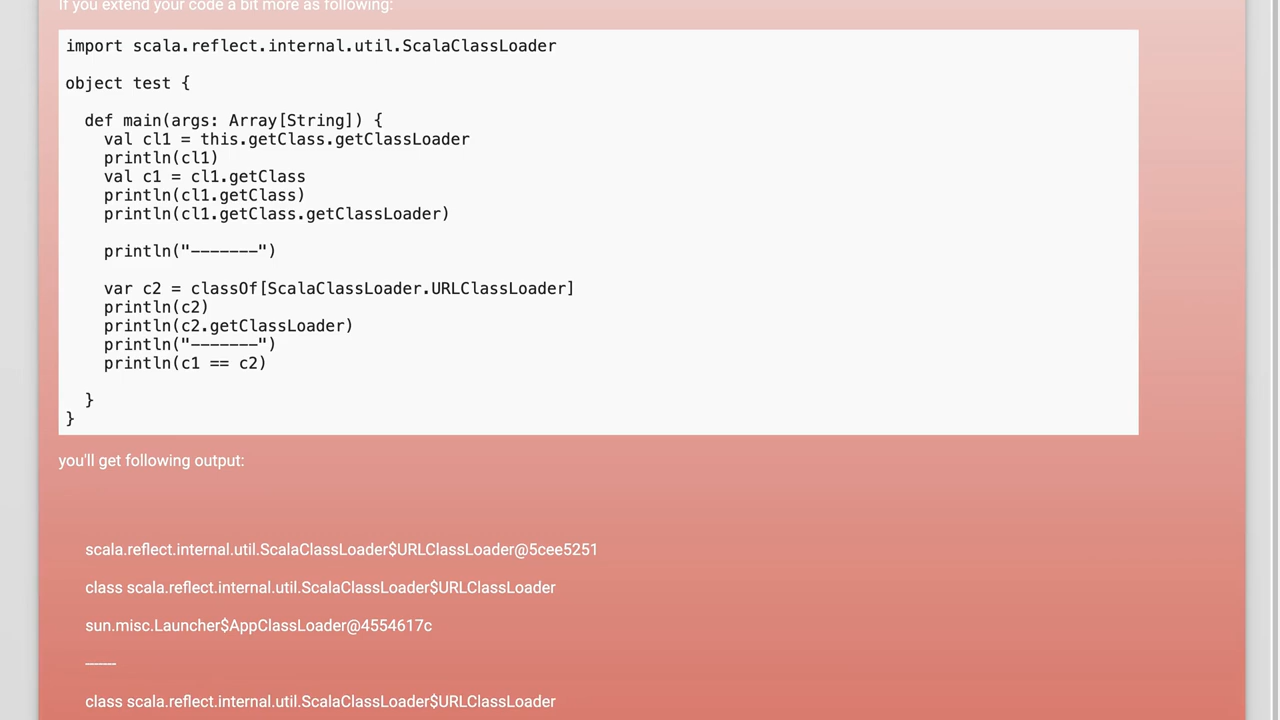 If you extend your code a bit more as following:
import scala.reflect.internal.util.ScalaClassLoader
object test {
def main(args: Array[String]) {
val cl1 = this.getClass.getClassLoader
println(cl1)
val c1 = cl1.getClass
println(cl1.getClass)
println(cl1.getClass.getClassLoader)
println("-------")
var c2 = classOf[ScalaClassLoader.URLClassLoader]
println(c2)
println(c2.getClassLoader)
println("-------")
println(c1 == c2)
}
}
you'll get following output:
scala.reflect.internal.util.ScalaClassLoader$URLClassLoader@5cee5251
class scala.reflect.internal.util.ScalaClassLoader$URLClassLoader
sun.misc.Launcher$AppClassLoader@4554617c
-------
class scala.reflect.internal.util.ScalaClassLoader$URLClassLoader